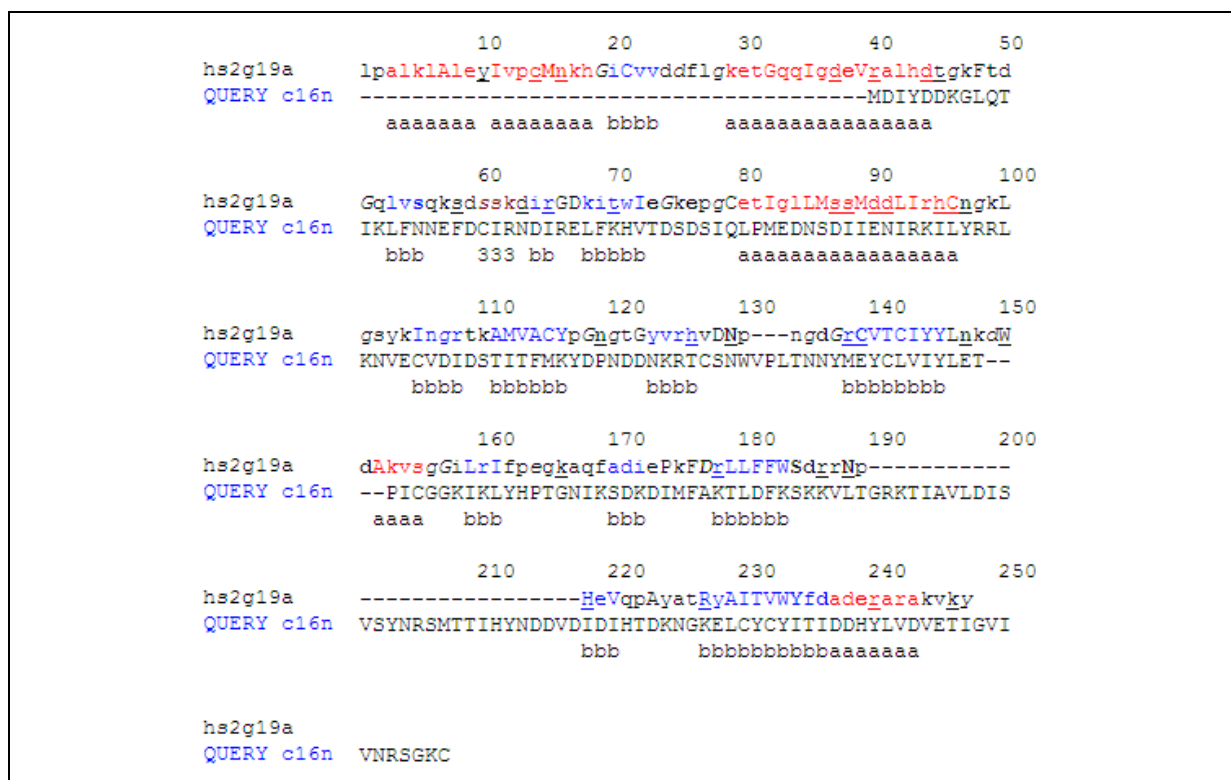 10 20 30 40 50
hs2g19a lpalklAleyIvpcMnkhGiCvvddflgketGqqIgdeVralhdtgkFtd
QUERY c16n ---------------------------------------MDIYDDKGLQT
aaaaaaa aaaaaaaa bbbb aaaaaaaaaaaaaaaa
60 70 80 90 100
hs2g19a GqlvsqksdsskdirGDkitwIeGkepgCetIglLMssMddLIrhCngkL
QUERY c16n IKLFNNEFDCIRNDIRELFKHVTDSDSIQLPMEDNSDIIENIRKILYRRL
bbb 333 bb bbbbb aaaaaaaaaaaaaaaaa
110 120 130 140 150
hs2g19a gsykIngrtkAMVACYpGngtGyvrhvDNp---ngdGrCVTCIYYLnkdW
QUERY c16n KNVECVDIDSTITFMKYDPNDDNKRTCSNWVPLTNNYMEYCLVIYLET--
bbbb bbbbbb bbbb bbbbbbbb
160 170 180 190 200
hs2g19a dAkvsgGiLrIfpegkaqfadiePkFDrLLFFWSdrrNp-----------
QUERY c16n --PICGGKIKLYHPTGNIKSDKDIMFAKTLDFKSKKVLTGRKTIAVLDIS
aaaa bbb bbb bbbbbb
210 220 230 240 250
hs2g19a -----------------HeVqpAyatRyAITVWYfdaderarakvky
QUERY c16n VSYNRSMTTIHYNDDVDIDIHTDKNGKELCYCYITIDDHYLVDVETIGVI
bbb bbbbbbbbbbaaaaaaa
hs2g19a
QUERY c16n VNRSGKC